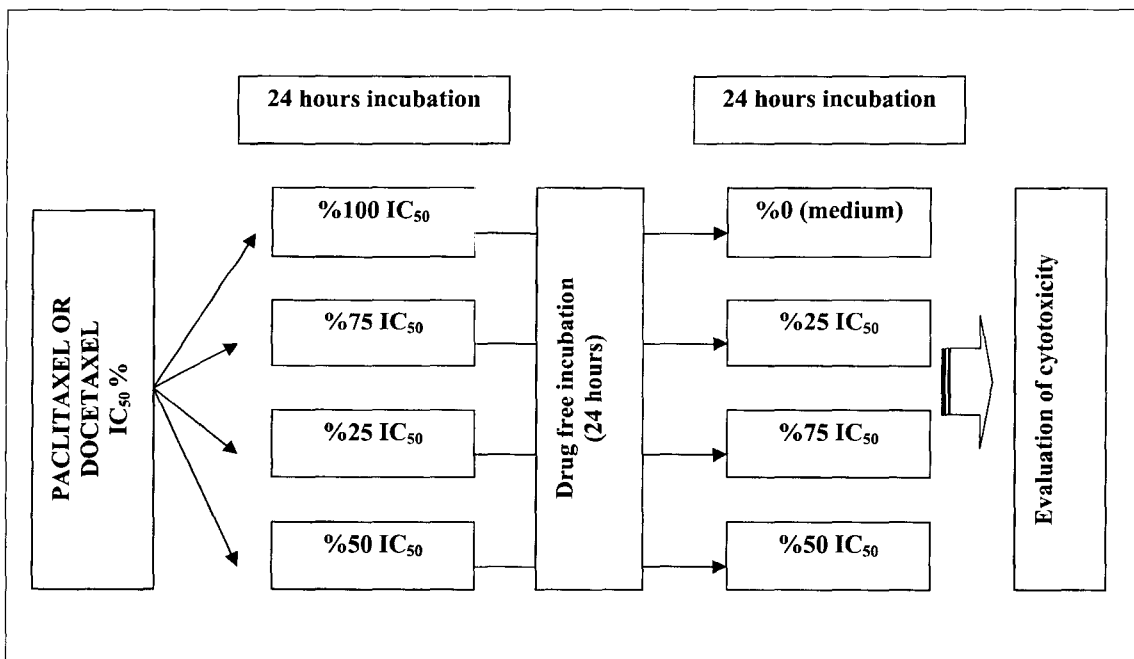 24 hours incubation
24 hours incubation
PACLITAXEL OR
DOCETAXEL
IC₅₀ %
%100 IC₅₀
%75 IC₅₀
%25 IC₅₀
%50 IC₅₀
Drug free incubation
(24 hours)
%0 (medium)
%25 IC₅₀
%75 IC₅₀
%50 IC₅₀
Evaluation of cytotoxicity